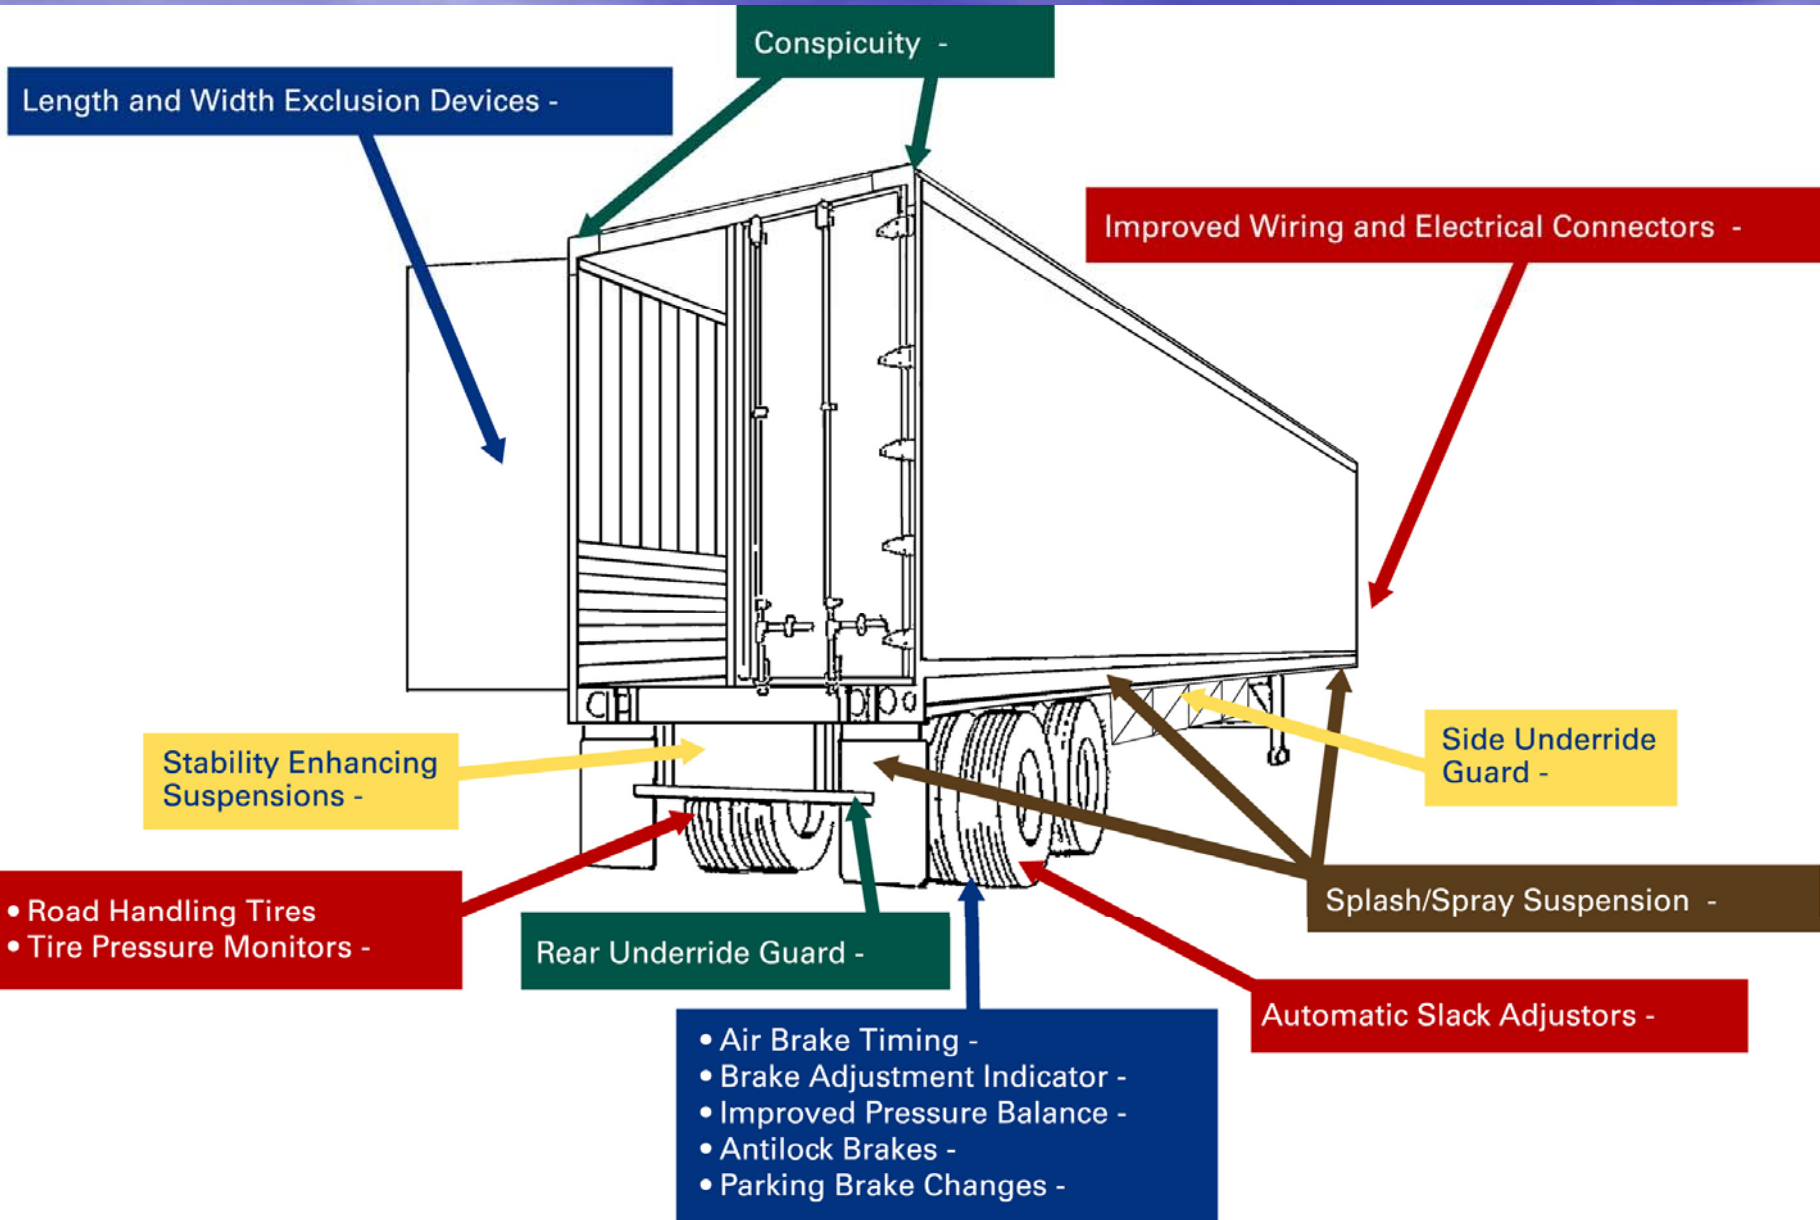 Conspicuity -
Length and Width Exclusion Devices -
Improved Wiring and Electrical Connectors -
Stability Enhancing
Suspensions -
Side Underride
Guard -
• Road Handling Tires
• Tire Pressure Monitors -
Rear Underride Guard -
Splash/Spray Suspension -
Automatic Slack Adjustors -
• Air Brake Timing -
• Brake Adjustment Indicator -
• Improved Pressure Balance -
• Antilock Brakes -
• Parking Brake Changes -